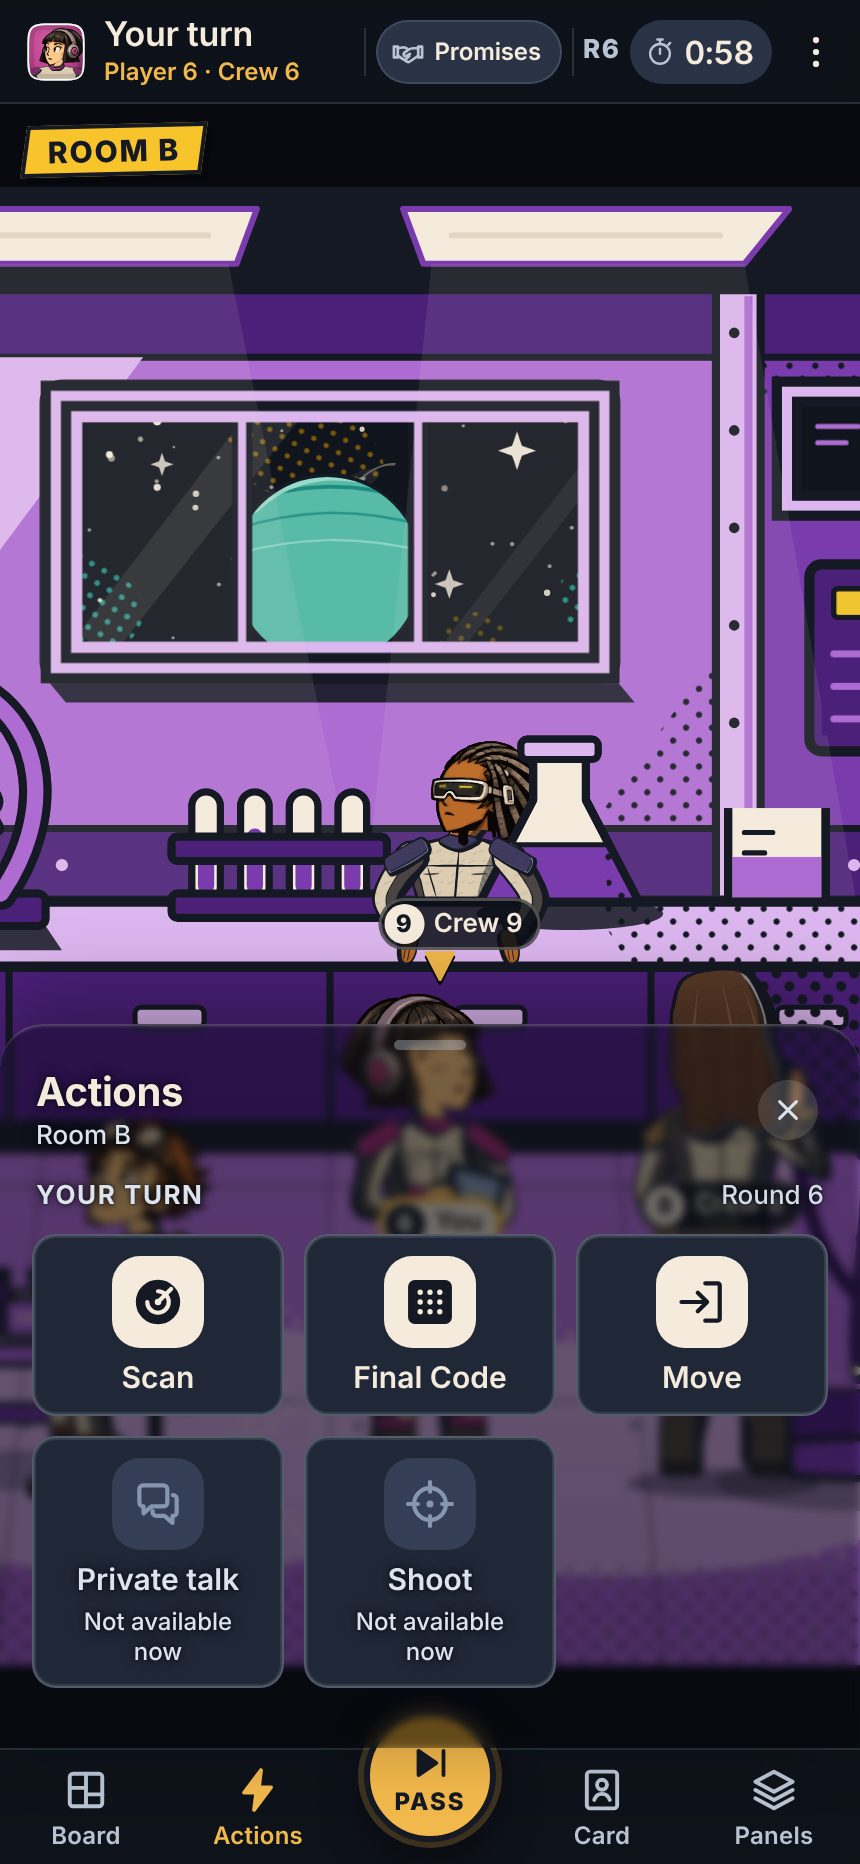 Your turn
Player 6 · Crew 6
Promises
R6
0:58
ROOM B
9 Crew 9
Actions
Room B
YOUR TURN
Round 6
Scan
Final Code
Move
Private talk
Not available
now
Shoot
Not available
now
Board
Actions
PASS
Card
Panels